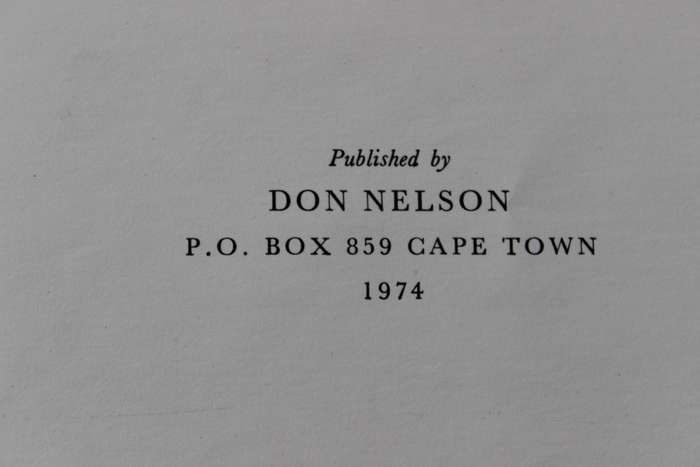 Published by
DON NELSON
P.O. BOX 859 CAPE TOWN
1974